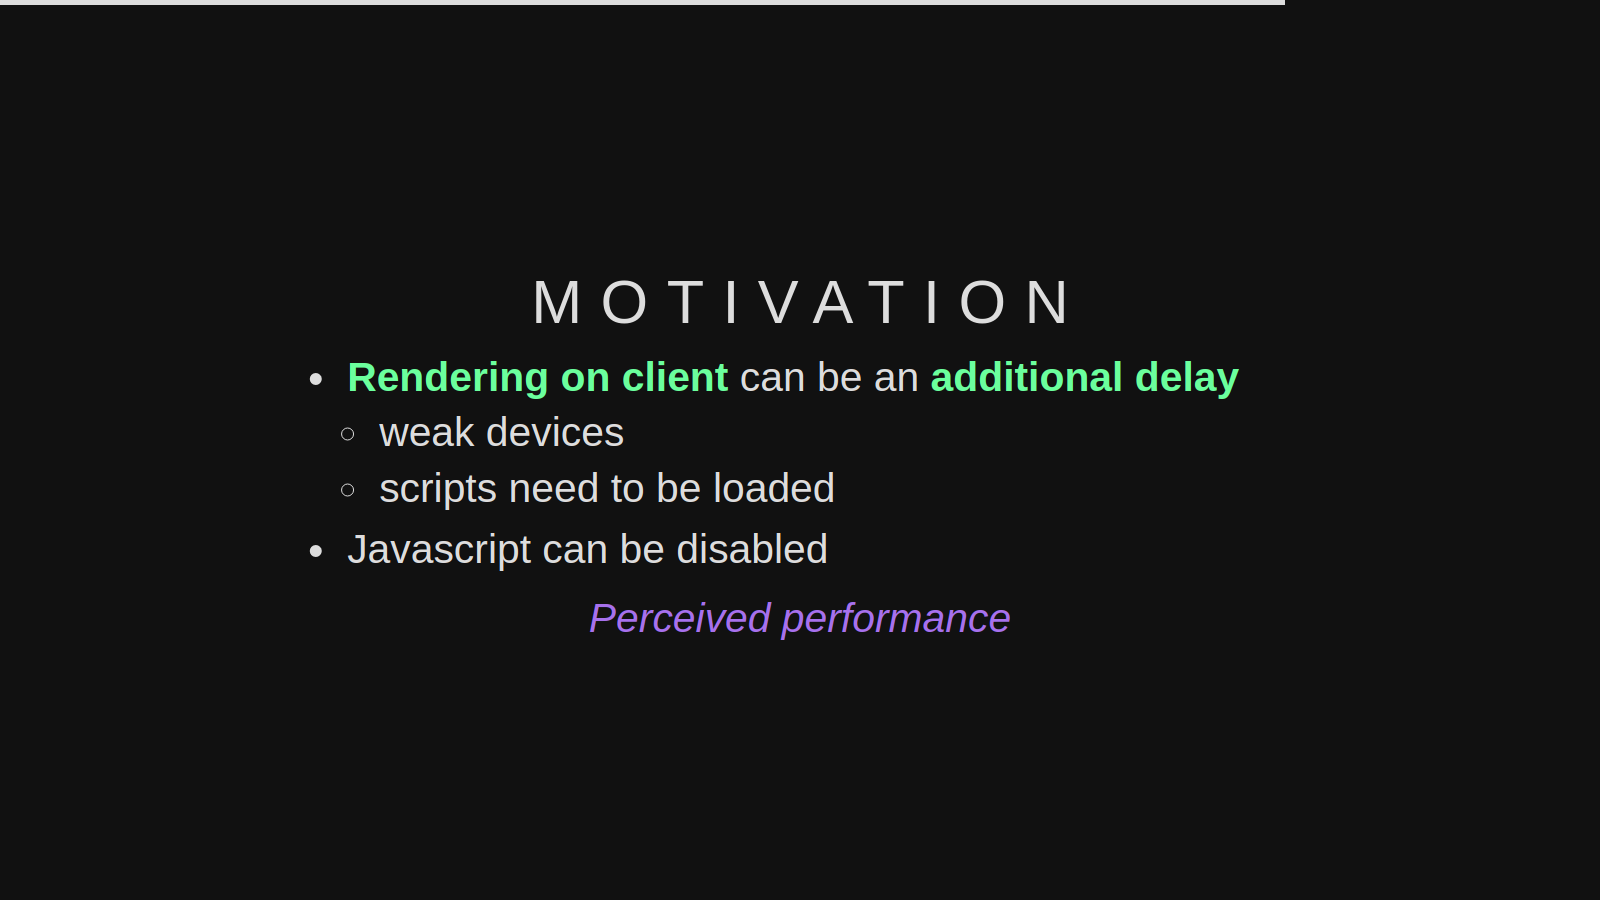 MOTIVATION
Rendering on client can be an additional delay
weak devices
scripts need to be loaded
Javascript can be disabled
Perceived performance